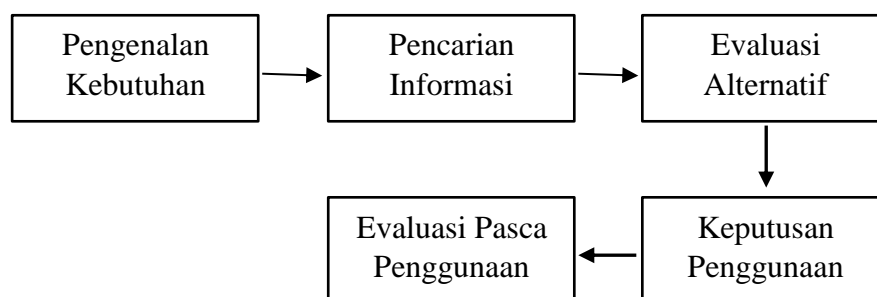 Pengenalan
Kebutuhan
Pencarian
Informasi
Evaluasi
Alternatif
Keputusan
Penggunaan
Evaluasi Pasca
Penggunaan